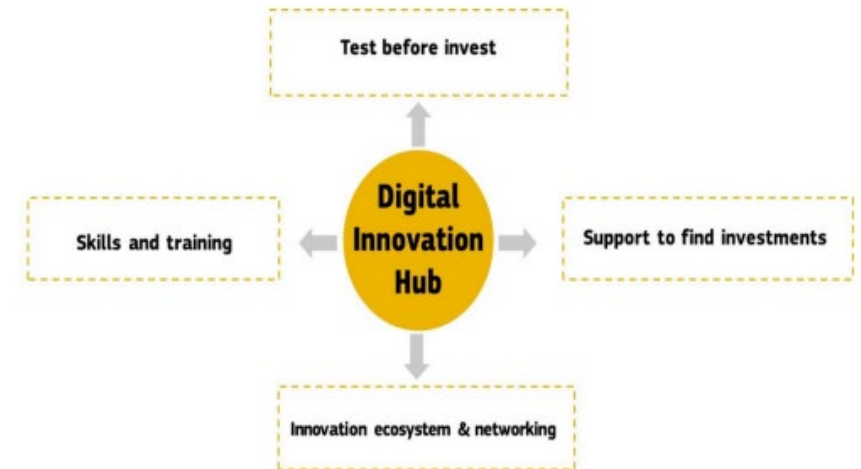 Test before invest
Skills and training
Digital
Innovation
Hub
Support to find investments
Innovation ecosystem & networking